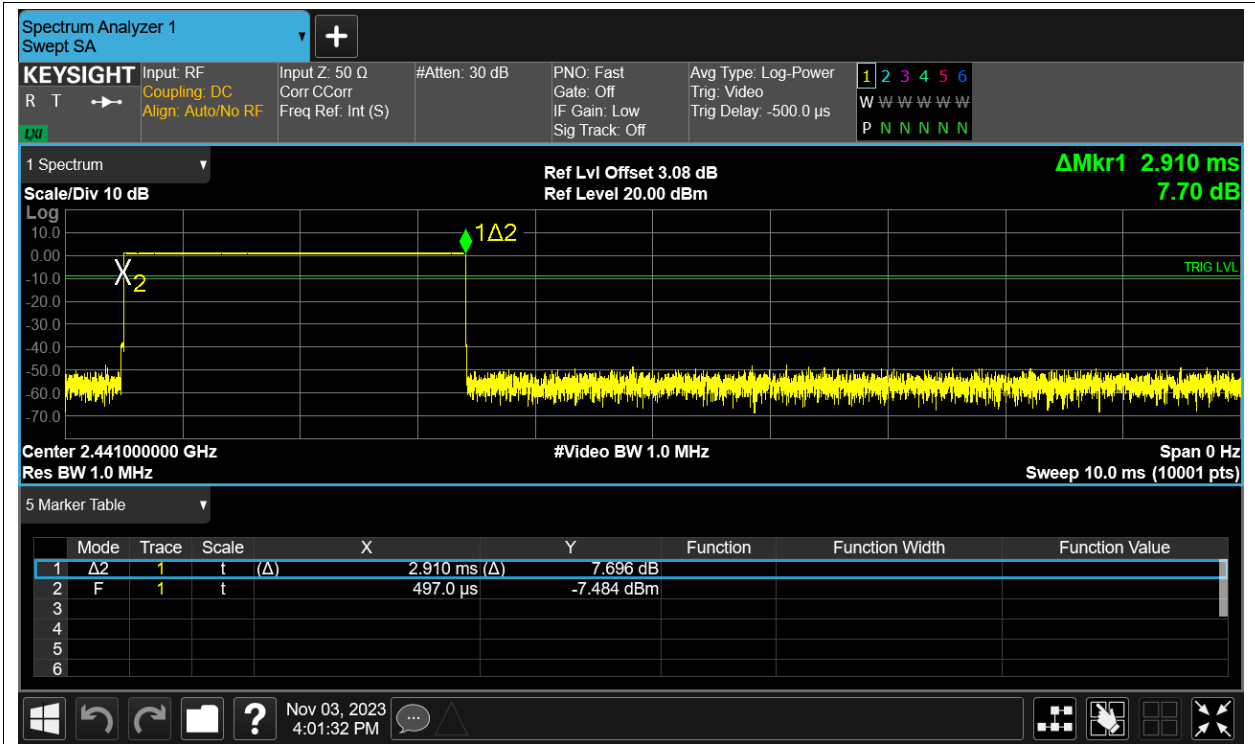 Spectrum Analyzer 1
Swept SA
+
KEYSIGHT Input: RF Input Z: 50 Ω #Atten: 30 dB PNO: Fast Avg Type: Log-Power 1 2 3 4 5 6
R T Coupling: DC Corr CCorr Gate: Off Trig: Video
Align: Auto/No RF Freq Ref: Int (S) IF Gain: Low Trig Delay: -500.0 µs W W W W W W
LXI Sig Track: Off P N N N N N
1 Spectrum Ref Lvl Offset 3.08 dB ΔMkr1 2.910 ms
Scale/Div 10 dB Ref Level 20.00 dBm 7.70 dB
Log
10.0
1Δ2
0.00
TRIG LVL
-10.0
2
-20.0
-30.0
-40.0
-50.0
-60.0
-70.0
Center 2.441000000 GHz #Video BW 1.0 MHz Span 0 Hz
Res BW 1.0 MHz Sweep 10.0 ms (10001 pts)
5 Marker Table
Mode Trace Scale X Y Function Function Width Function Value
1 Δ2 1 t (Δ) 2.910 ms (Δ) 7.696 dB
2 F 1 t 497.0 µs -7.484 dBm
3
4
5
6
? Nov 03, 2023
4:01:32 PM